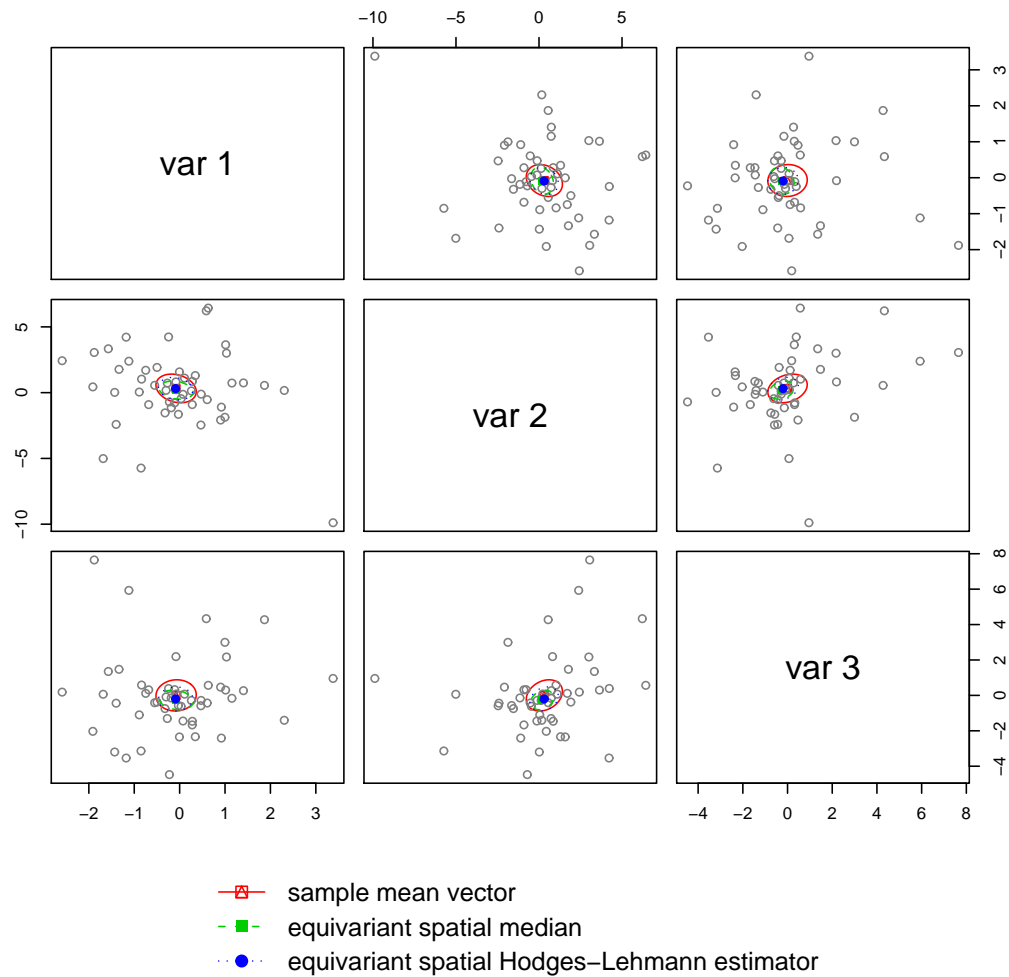 −10 −5 0 5
var 1
−2 −1 0 1 2 3
−10 −5 0 5
var 2
−4 −2 0 2 4 6 8
var 3
−2 −1 0 1 2 3
−4 −2 0 2 4 6 8
sample mean vector
equivariant spatial median
equivariant spatial Hodges−Lehmann estimator